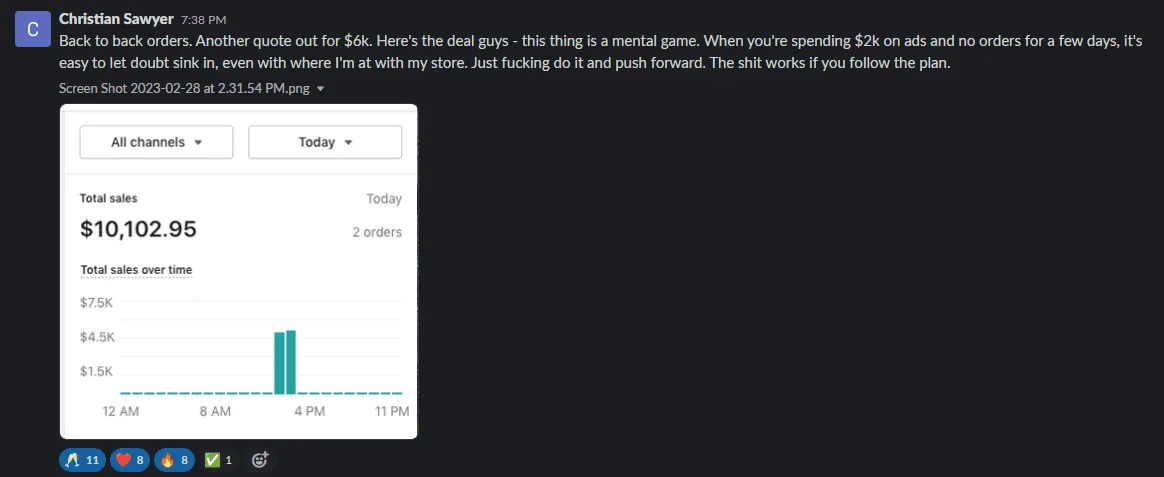 C
Christian Sawyer 7:38 PM
Back to back orders. Another quote out for $6k. Here's the deal guys - this thing is a mental game. When you're spending $2k on ads and no orders for a few days, it's
easy to let doubt sink in, even with where I'm at with my store. Just fucking do it and push forward. The shit works if you follow the plan.
Screen Shot 2023-02-28 at 2.31.54 PM.png
All channels Today
Total sales Today
$10,102.95 2 orders
Total sales over time
$7.5K
$4.5K
$1.5K
12 AM 8 AM 4 PM 11 PM
11 8 8 1